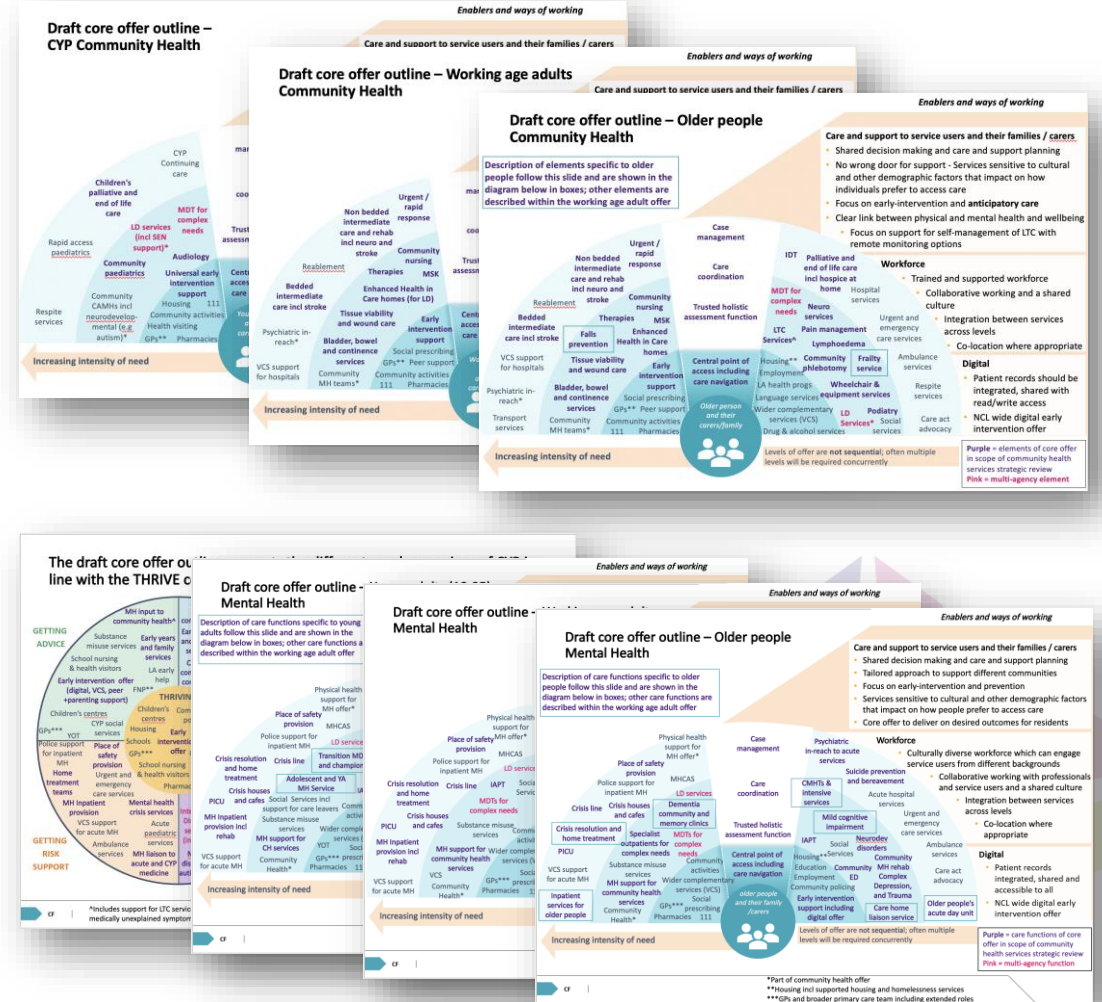 Enablers and ways of working
Draft core offer outline –
CYP Community Health
Care and support to service users and their families / carers
CYP
Continuing
care
Children's
palliative and
end of life
care
MDT for
complex
needs
LD services
(incl SEN
support)*
Rapid access
paediatrics
Audiology
Community
paediatrics
Universal early
intervention
support
Housing 111
Community
CAMHs incl
neurodevelop-
mental (e.g
autism)*
Community activities
Health visiting
GPs** Pharmacies
Respite
services
Increasing intensity of need
Enablers and ways of working
Draft core offer outline – Working age adults
Community Health
Care and support to service users and their families / carers
Urgent /
rapid
response
Non bedded
intermediate
care and rehab
incl neuro and
stroke
Community
nursing
Reablement
Therapies
MSK
Bedded
intermediate
care incl stroke
Enhanced Health in
Care homes (for LD)
Tissue viability
and wound care
Early
intervention
support
Psychiatric in-
reach*
Bladder, bowel
and continence
services
Social prescribing
GPs** Peer support
VCS support
for hospitals
Community
MH teams*
Community activities
111 Pharmacies
Increasing intensity of need
Enablers and ways of working
Draft core offer outline – Older people
Community Health
Description of elements specific to older
people follow this slide and are shown in the
diagram below in boxes; other elements are
described within the working age adult offer
Care and support to service users and their families / carers
• Shared decision making and care and support planning
• No wrong door for support - Services sensitive to cultural
and other demographic factors that impact on how
individuals prefer to access care
• Focus on early-intervention and anticipatory care
• Clear link between physical and mental health and wellbeing
• Focus on support for self-management of LTC with
remote monitoring options
Workforce
• Trained and supported workforce
• Collaborative working and a shared
culture
• Integration between services
across levels
• Co-location where appropriate
Digital
• Patient records should be
integrated, shared with
read/write access
• NCL wide digital early
intervention offer
Purple = elements of core offer
in scope of community health
services strategic review
Pink = multi-agency element
Urgent /
rapid
response
Non bedded
intermediate
care and rehab
incl neuro and
stroke
Reablement
Community
nursing
Therapies
MSK
Bedded
intermediate
care incl stroke
Falls
prevention
Enhanced
Health in Care
homes
Tissue viability
and wound care
Early
intervention
support
VCS support
for hospitals
Bladder, bowel
and continence
services
Psychiatric in-
reach*
Social prescribing
GPs** Peer support
Transport
services
Community
MH teams*
Community activities
111 Pharmacies
Case
management
Care
coordination
Trusted holistic
assessment function
Central point of
access including
care navigation
Older person
and their
carers/family
IDT
Palliative and
end of life care
incl hospice at
home
MDT for
complex
needs
Hospital
services
Neuro
services
LTC
Services^
Pain management
Urgent and
emergency
care services
Lymphoedema
Housing**
Employment
Community
phlebotomy
Frailty
service
Ambulance
services
LA health progs
Language services
Wheelchair &
equipment services
Respite
services
Wider complementary
services (VCS)
LD
Services*
Podiatry
Social
services
Care act
advocacy
Drug & alcohol services
Increasing intensity of need
Levels of offer are not sequential; often multiple
levels will be required concurrently
line with the THRIVE
GETTING
ADVICE
MH input to
community health^
Substance
misuse services
Early years
and family
services
School nursing
& health visitors
LA early
help
Early intervention offer
(digital, VCS, peer
+parenting support)
FNP**
Children's centres
GPs***
CYP social
services
YOT
Children's
centres
Housing
Early
Schools
GPs***
offer
School nursing
& health visitors
Police support
for inpatient
MH
Place of
safety
provision
Home
treatment
teams
Urgent and
emergency
care services
MH Inpatient
provision
Mental health
crisis services
VCS support
for acute MH
Acute
paediatric
services
Ambulance
services
MH liaison to
acute and CYP
medicine
GETTING
RISK
SUPPORT
^Includes support for LTC
CF
Enablers and ways of working
Mental Health
Description of care functions specific to young
adults follow this slide and are shown in the
described within the working age adult offer
Physical health
support for
MH offer*
Place of safety
provision
Police support for
inpatient MH
MHCAS
Crisis resolution
and home
treatment
Crisis line
Adolescent and YA
MH Service
PICU
Crisis houses
and cafes
Social Services incl
support for care leavers
MH Inpatient
provision incl
rehab
Substance misuse
services
MH support for
CH services
YOT
VCS support
for acute MH
Community
Health*
Increasing intensity of need
CF
Enablers and ways of working
Mental Health
Physical health
support for
MH offer*
Place of safety
provision
Police support for
inpatient MH
MHCAS
Crisis resolution
and home
treatment
Crisis line
IAPT
MDTs for
complex needs
Crisis houses
and cafes
PICU
Substance misuse
services
MH Inpatient
provision incl
rehab
MH support for
community health
services
VCS
VCS support
for acute MH
Community
Health*
Pharmacies 111
Increasing intensity of need
CF
Enablers and ways of working
Draft core offer outline – Older people
Mental Health
Description of care functions specific to older
people follow this slide and are shown in the
diagram below in boxes; other care functions are
described within the working age adult offer
Care and support to service users and their families / carers
• Shared decision making and care and support planning
• Tailored approach to support different communities
• Focus on early-intervention and prevention
• Services sensitive to cultural and other demographic factors
that impact on how people prefer to access care
• Core offer to deliver on desired outcomes for residents
Workforce
• Culturally diverse workforce which can engage
service users from different backgrounds
• Collaborative working with professionals
and service users and a shared culture
• Integration between services
across levels
• Co-location where
appropriate
Digital
• Patient records
integrated, shared and
accessible to all
• NCL wide digital early
intervention offer
Purple = care functions of core
offer in scope of community
health services strategic review
Pink = multi-agency function
Physical health
support for
MH offer*
Place of safety
provision
Police support for
inpatient MH
MHCAS
LD services
Crisis line
Crisis houses
and cafes
Dementia
community and
memory clinics
Crisis resolution and
home treatment
Specialist
outpatients for
complex needs
MDTs for
complex
needs
PICU
Substance misuse
services
Community
activities
VCS support
for acute MH
MH support for
community health
services
Wider complementary
services (VCS)
Inpatient
services for
older people
Community
Health*
Social
GPs*** prescribing
Pharmacies 111
Case
management
Care
coordination
Trusted holistic
assessment function
Central point of
access including
care navigation
older people
and their family
/carers
Psychiatric
in-reach to acute
services
Suicide prevention
and bereavement
CMHTs &
intensive
services
Acute hospital
services
Mild cognitive
impairment
Urgent and
emergency
care services
IAPT
Social
Services
Neurodev
disorders
Housing**
Education
Employment
Community
ED
Community
MH rehab
Complex
Depression,
and Trauma
Ambulance
services
Community policing
Care act
advocacy
Early intervention
support including
digital offer
Care home
liaison service
Older people's
acute day unit
Increasing intensity of need
Levels of offer are not sequential; often multiple
levels will be required concurrently
*Part of community health offer
**Housing incl supported housing and homelessness services
***GPs and broader primary care team including extended roles
CF